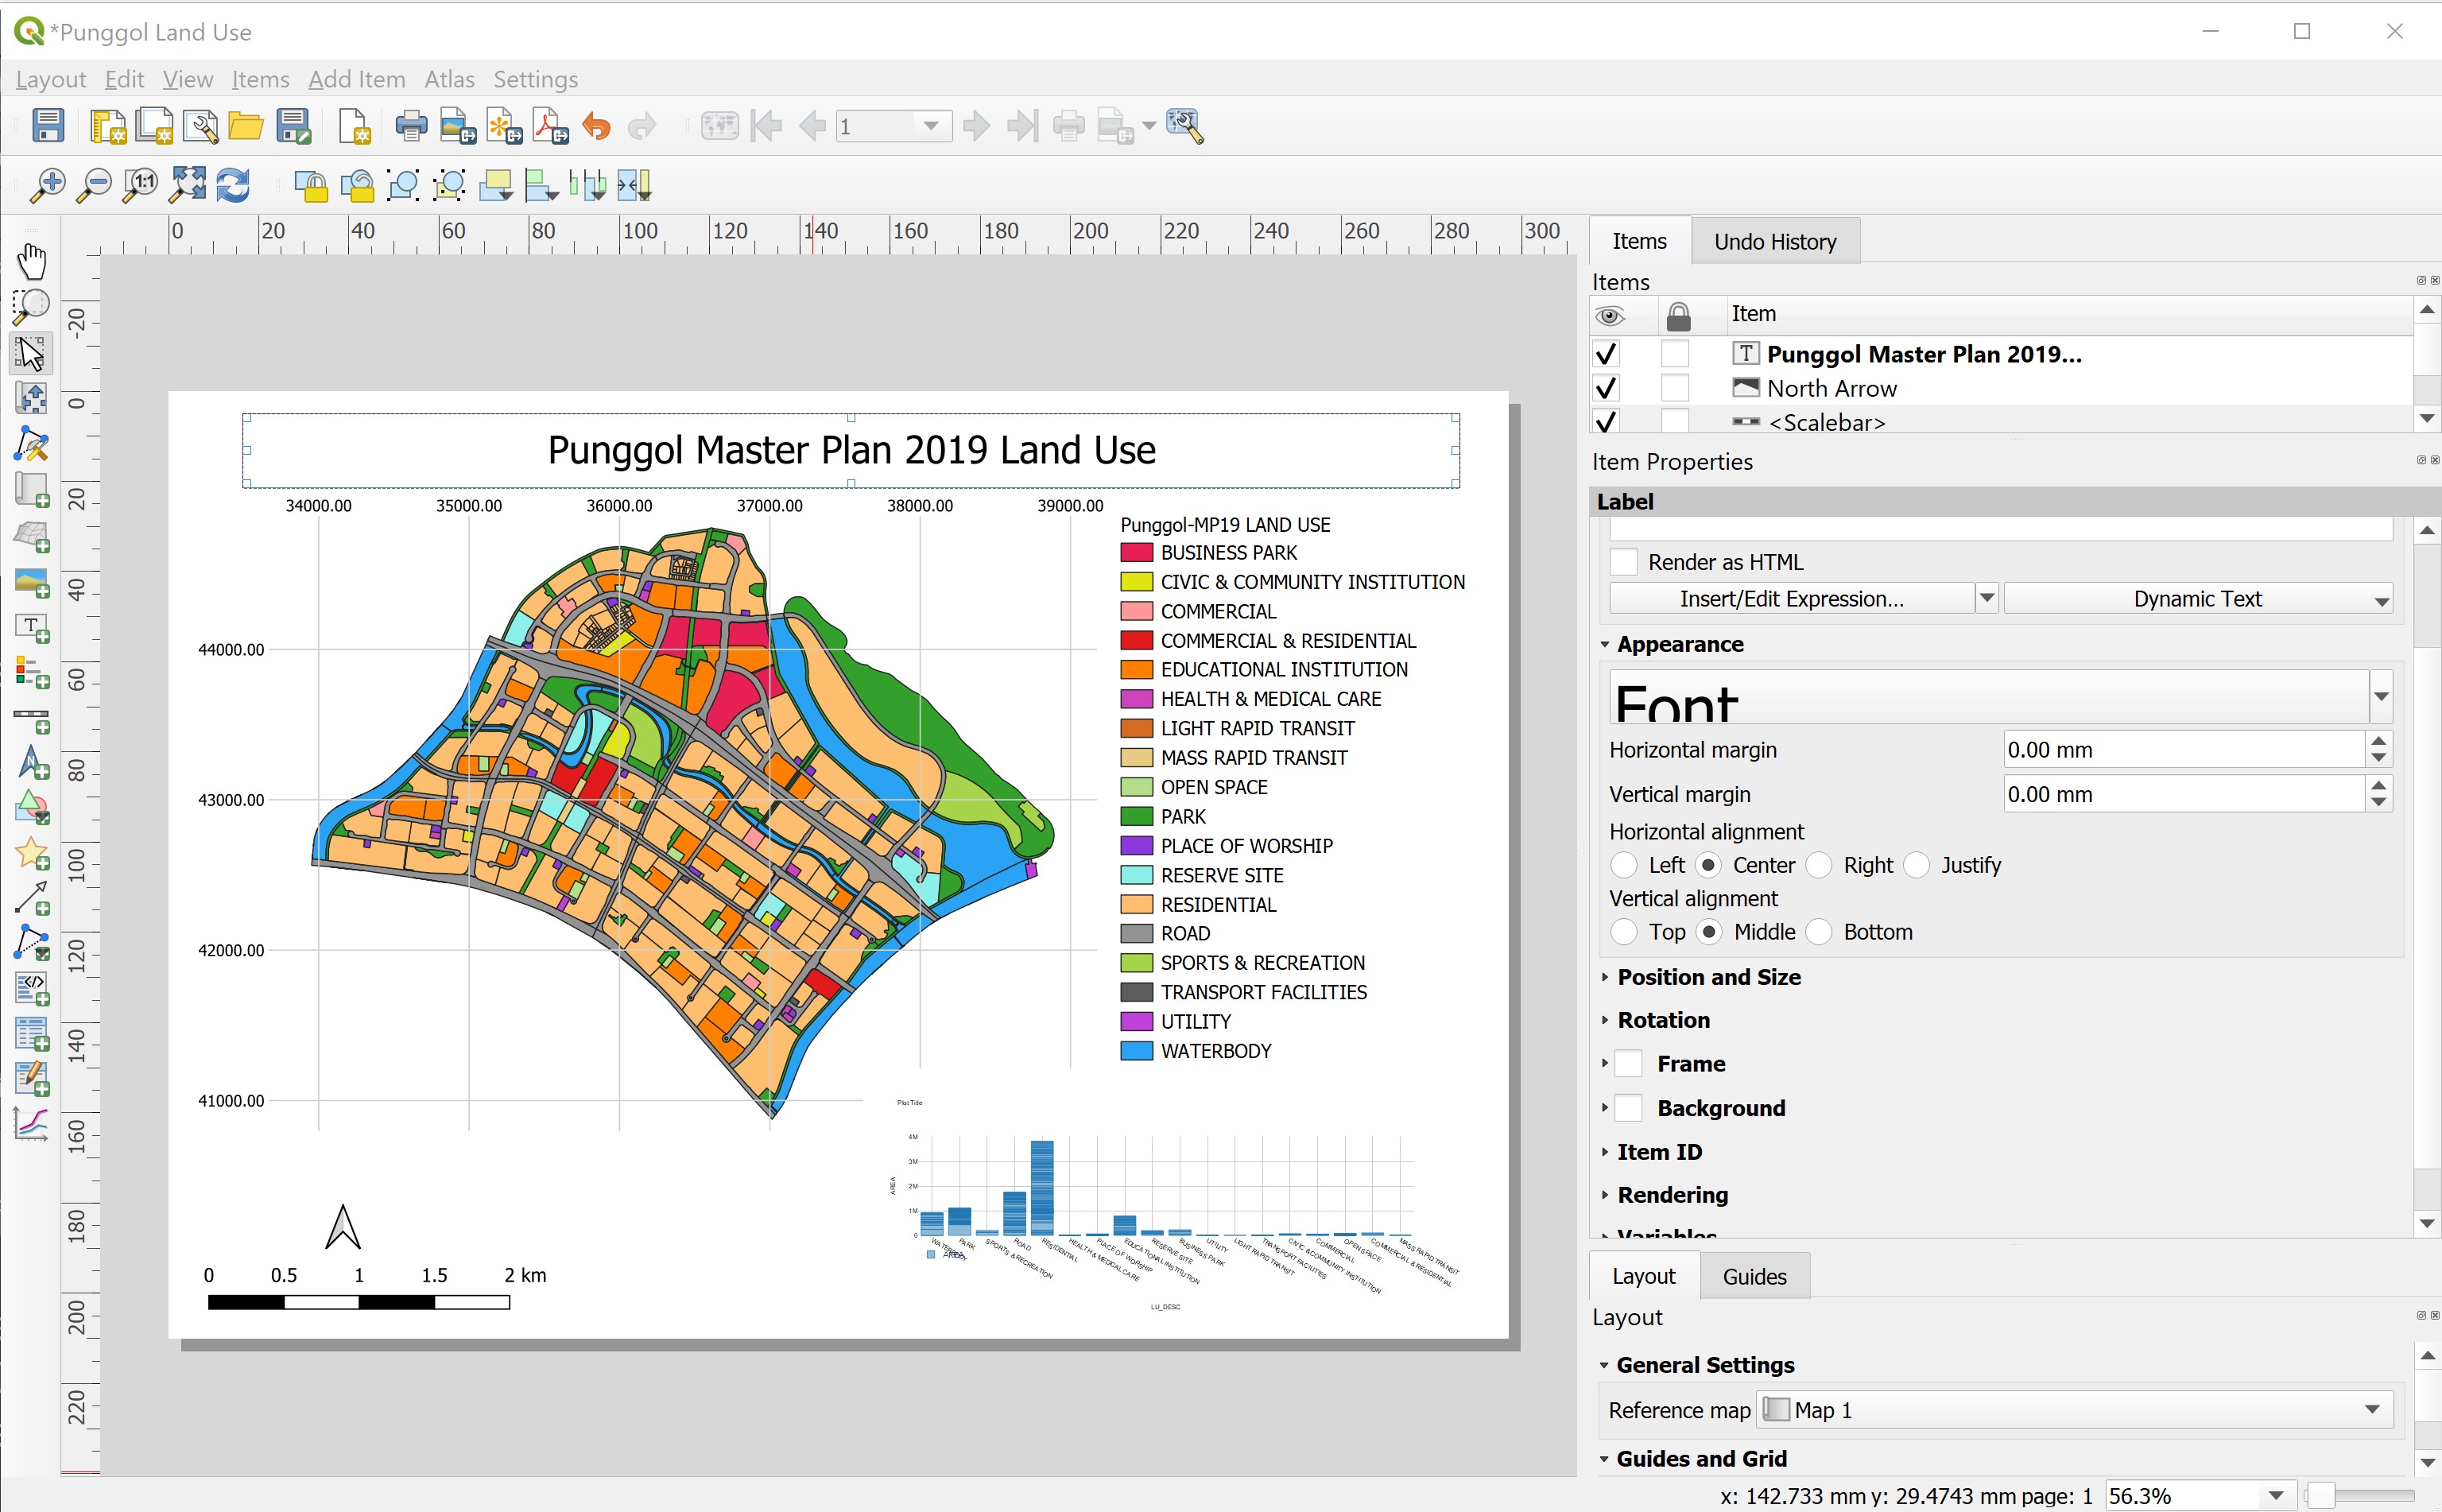 *Punggol Land Use
Layout Edit View Items Add Item Atlas Settings
1
1:1
0 20 40 60 80 100 120 140 160 180 200 220 240 260 280 300
-20
0
20
40
60
80
100
120
140
160
180
200
220
Punggol Master Plan 2019 Land Use
34000.00 35000.00 36000.00 37000.00 38000.00 39000.00
44000.00
43000.00
42000.00
41000.00
Punggol-MP19 LAND USE
BUSINESS PARK
CIVIC & COMMUNITY INSTITUTION
COMMERCIAL
COMMERCIAL & RESIDENTIAL
EDUCATIONAL INSTITUTION
HEALTH & MEDICAL CARE
LIGHT RAPID TRANSIT
MASS RAPID TRANSIT
OPEN SPACE
PARK
PLACE OF WORSHIP
RESERVE SITE
RESIDENTIAL
ROAD
SPORTS & RECREATION
TRANSPORT FACILITIES
UTILITY
WATERBODY
Plot Title
4M
3M
2M
1M
0
AREA
WATERBODY
PARK
SPORTS & RECREATION
ROAD
RESIDENTIAL
HEALTH & MEDICAL CARE
PLACE OF WORSHIP
EDUCATIONAL INSTITUTION
RESERVE SITE
BUSINESS PARK
UTILITY
LIGHT RAPID TRANSIT
TRANSPORT FACILITIES
CIVIC & COMMUNITY INSTITUTION
COMMERCIAL
OPEN SPACE
COMMERCIAL & RESIDENTIAL
MASS RAPID TRANSIT
AREA
LU_DESC
0 0.5 1 1.5 2 km
Items Undo History
Items
Item
Punggol Master Plan 2019...
North Arrow
<Scalebar>
Item Properties
Label
Render as HTML
Insert/Edit Expression... Dynamic Text
Appearance
Font
Horizontal margin 0.00 mm
Vertical margin 0.00 mm
Horizontal alignment
Left Center Right Justify
Vertical alignment
Top Middle Bottom
Position and Size
Rotation
Frame
Background
Item ID
Rendering
Variables
Layout Guides
Layout
General Settings
Reference map Map 1
Guides and Grid
x: 142.733 mm y: 29.4743 mm page: 1 56.3%